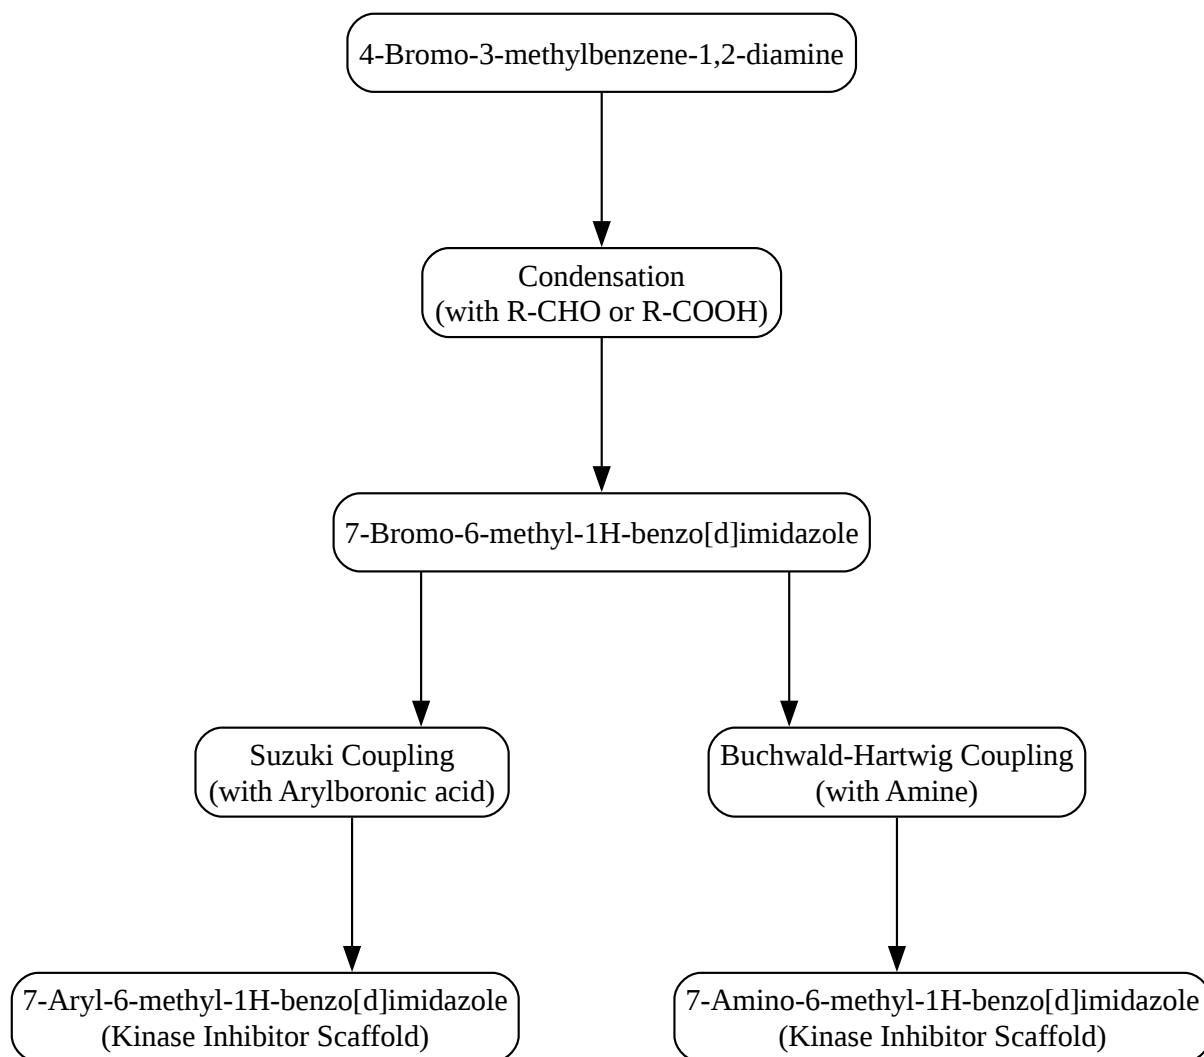 4-Bromo-3-methylbenzene-1,2-diamine
Condensation
(with R-CHO or R-COOH)
7-Bromo-6-methyl-1H-benzo[d]imidazole
Suzuki Coupling
(with Arylboronic acid)
Buchwald-Hartwig Coupling
(with Amine)
7-Aryl-6-methyl-1H-benzo[d]imidazole
(Kinase Inhibitor Scaffold)
7-Amino-6-methyl-1H-benzo[d]imidazole
(Kinase Inhibitor Scaffold)